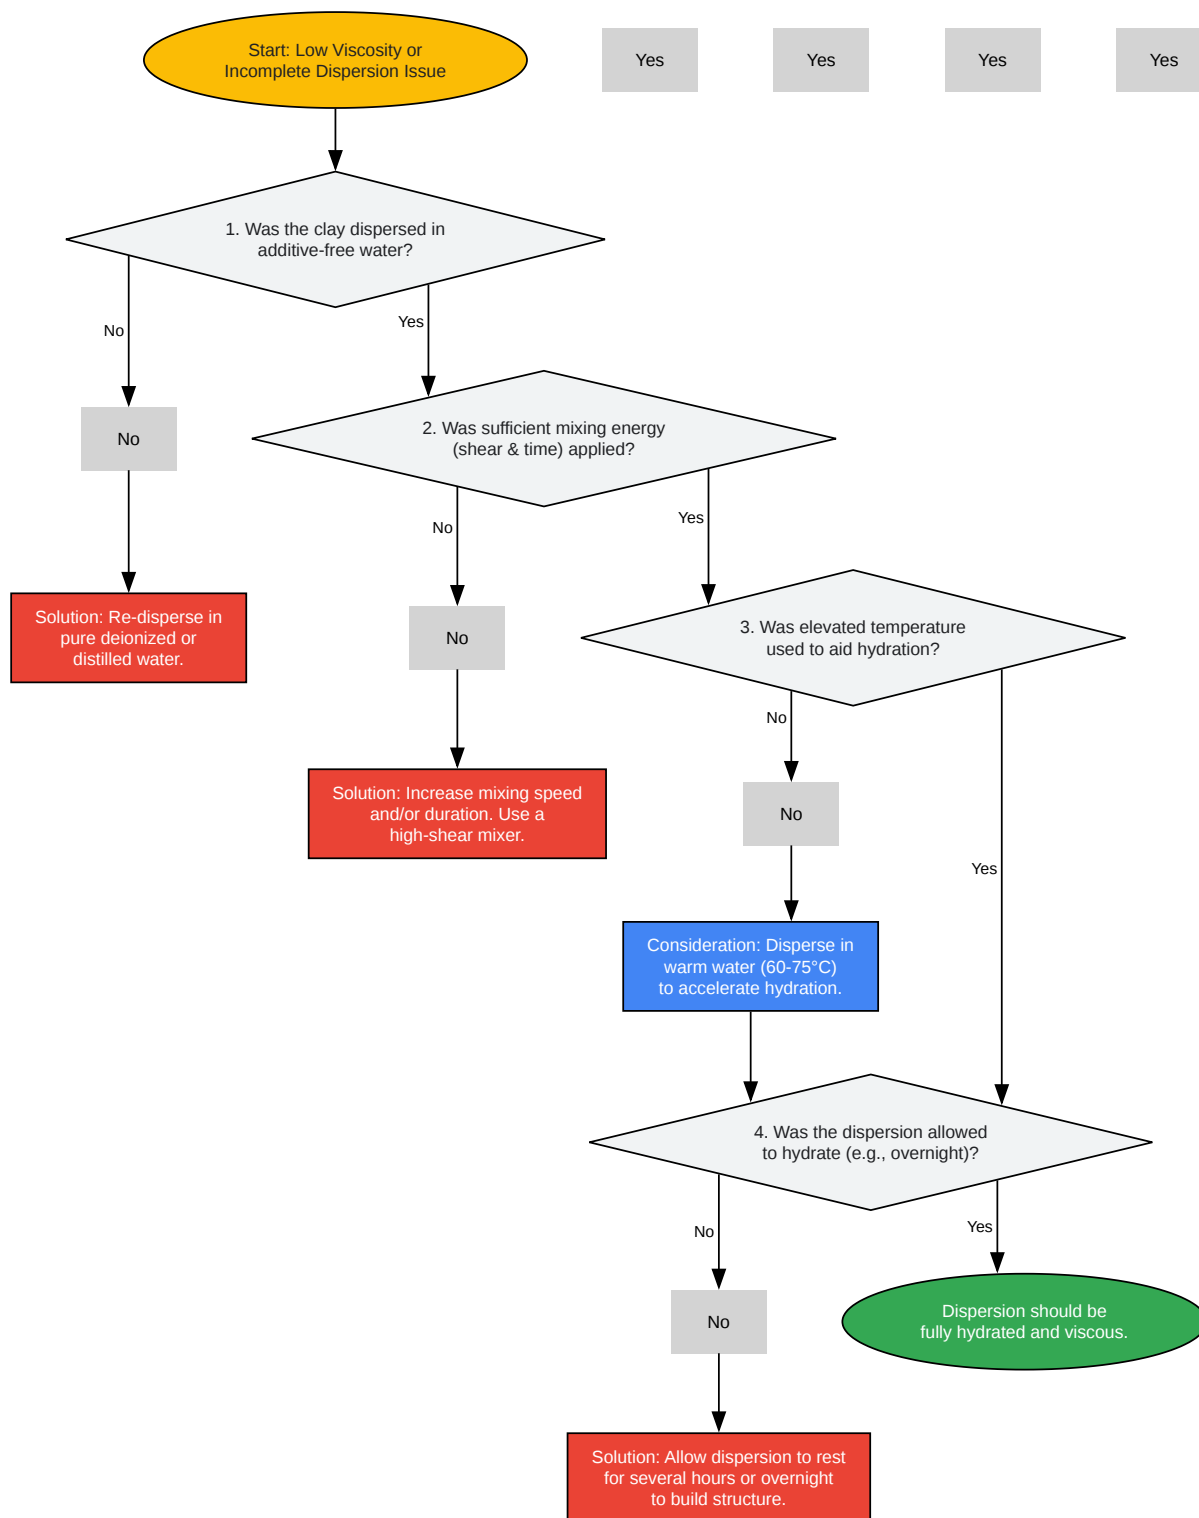 Start: Low Viscosity or
Incomplete Dispersion Issue
Yes
Yes
Yes
Yes
1. Was the clay dispersed in
additive-free water?
No
Yes
No
2. Was sufficient mixing energy
(shear & time) applied?
No
Yes
Solution: Re-disperse in
pure deionized or
distilled water.
No
3. Was elevated temperature
used to aid hydration?
No
Yes
Solution: Increase mixing speed
and/or duration. Use a
high-shear mixer.
No
Consideration: Disperse in
warm water (60-75°C)
to accelerate hydration.
4. Was the dispersion allowed
to hydrate (e.g., overnight)?
No
Yes
No
Dispersion should be
fully hydrated and viscous.
Solution: Allow dispersion to rest
for several hours or overnight
to build structure.